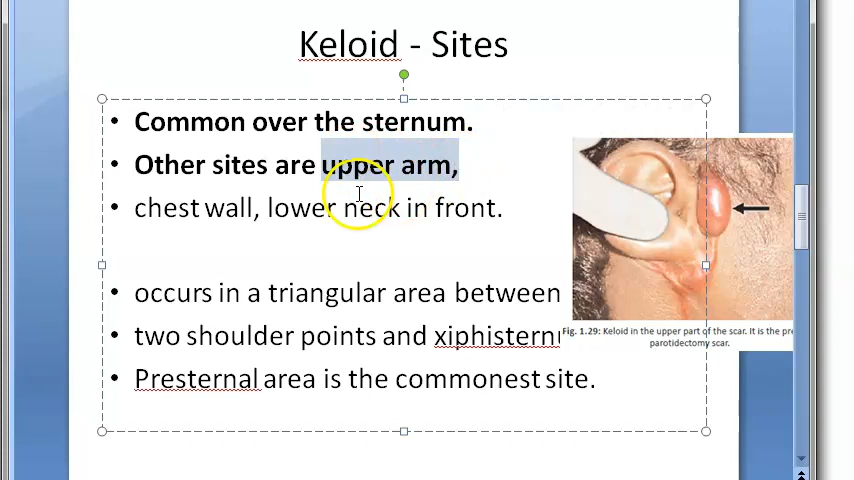 Keloid - Sites
• Common over the sternum.
• Other sites are upper arm,
• chest wall, lower neck in front.
• occurs in a triangular area between
• two shoulder points and
• Presternal area is the commonest site.
Fig. 1.29: Keloid in the upper part of the scar. It is the
parotidectomy scar.